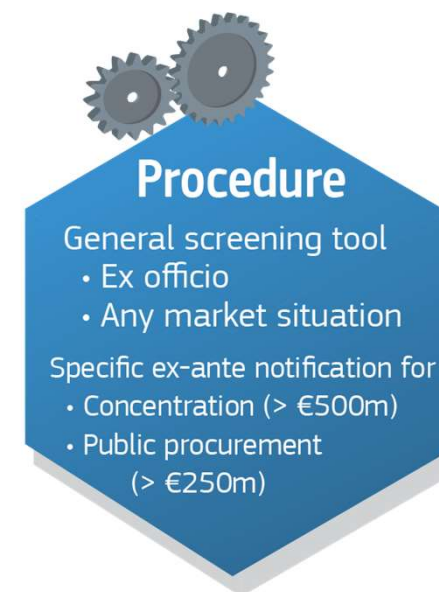 Procedure
General screening tool
• Ex officio
• Any market situation
Specific ex-ante notification for
• Concentration (> €500m)
• Public procurement
(> €250m)